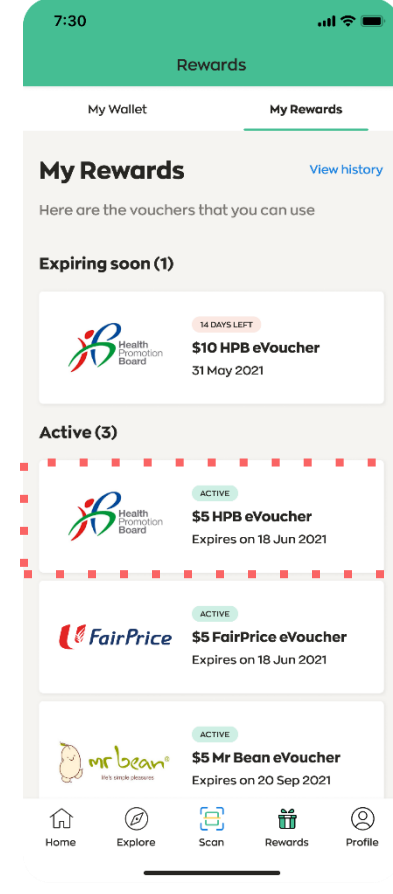 7:30
Rewards
My Wallet
My Rewards
My Rewards
View history
Here are the vouchers that you can use
Expiring soon (1)
Health
Promotion
Board
14 DAYS LEFT
$10 HPB eVoucher
31 May 2021
Active (3)
Health
Promotion
Board
ACTIVE
$5 HPB eVoucher
Expires on 18 Jun 2021
FairPrice
ACTIVE
$5 FairPrice eVoucher
Expires on 18 Jun 2021
mr bean®
life's simple pleasures
ACTIVE
$5 Mr Bean eVoucher
Expires on 20 Sep 2021
Home
Explore
Scan
Rewards
Profile